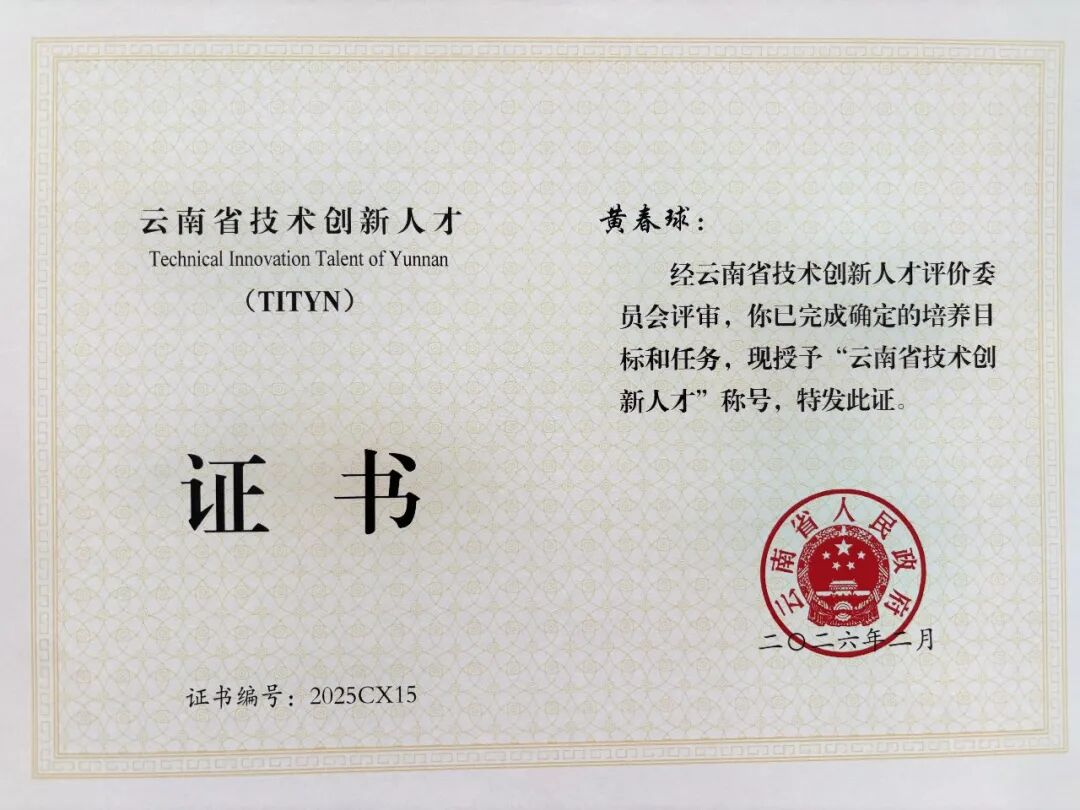 云南省技术创新人才
Technical Innovation Talent of Yunnan
（TITYN）
证书
证书编号：2025CX15
黄春球：
经云南省技术创新人才评价委
员会评审，你已完成确定的培养目
标和任务，现授予“云南省技术创
新人才”称号，特发此证。
云南省人民政府
二〇二六年二月